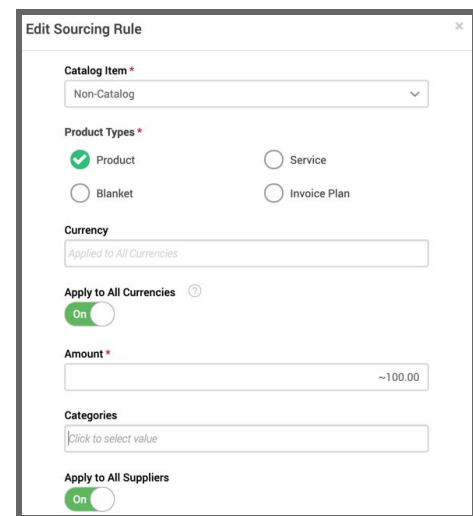 Edit Sourcing Rule ×
Catalog Item *
Non-Catalog
Product Types *
Product Service
Blanket Invoice Plan
Currency
Applied to All Currencies
Apply to All Currencies ?
On
Amount *
~100.00
Categories
Click to select value
Apply to All Suppliers
On